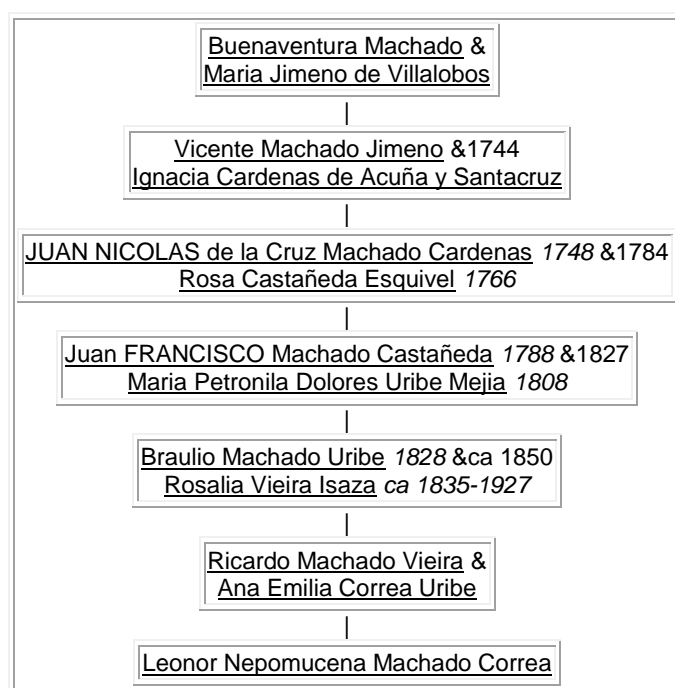 Buenaventura Machado &
Maria Jimeno de Villalobos
Vicente Machado Jimeno &1744
Ignacia Cardenas de Acuña y Santacruz
JUAN NICOLAS de la Cruz Machado Cardenas 1748 &1784
Rosa Castañeda Esquivel 1766
Juan FRANCISCO Machado Castañeda 1788 &1827
Maria Petronila Dolores Uribe Mejia 1808
Braulio Machado Uribe 1828 &ca 1850
Rosalia Vieira Isaza ca 1835-1927
Ricardo Machado Vieira &
Ana Emilia Correa Uribe
Leonor Nepomucena Machado Correa